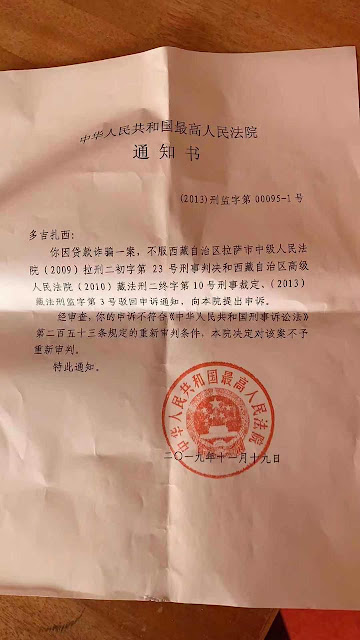 中华人民共和国最高人民法院
通知书
(2013)刑监字第00095-1号
多吉扎西：
你因贷款诈骗一案，不服西藏自治区拉萨市中级人民法
院（2009）拉刑二初字第 23 号刑事判决和西藏自治区高级
人民法院（2010）藏法刑二终字第 10 号刑事裁定、（2013）
藏法刑监字第 3 号驳回申诉通知，向本院提出申诉。
经审查，你的申诉不符合《中华人民共和国刑事诉讼法》
第二百五十三条规定的重新审判条件，本院决定对该案不予
重新审判。
特此通知。
中华人民共和国最高人民法院
二〇一九年十一月十九日